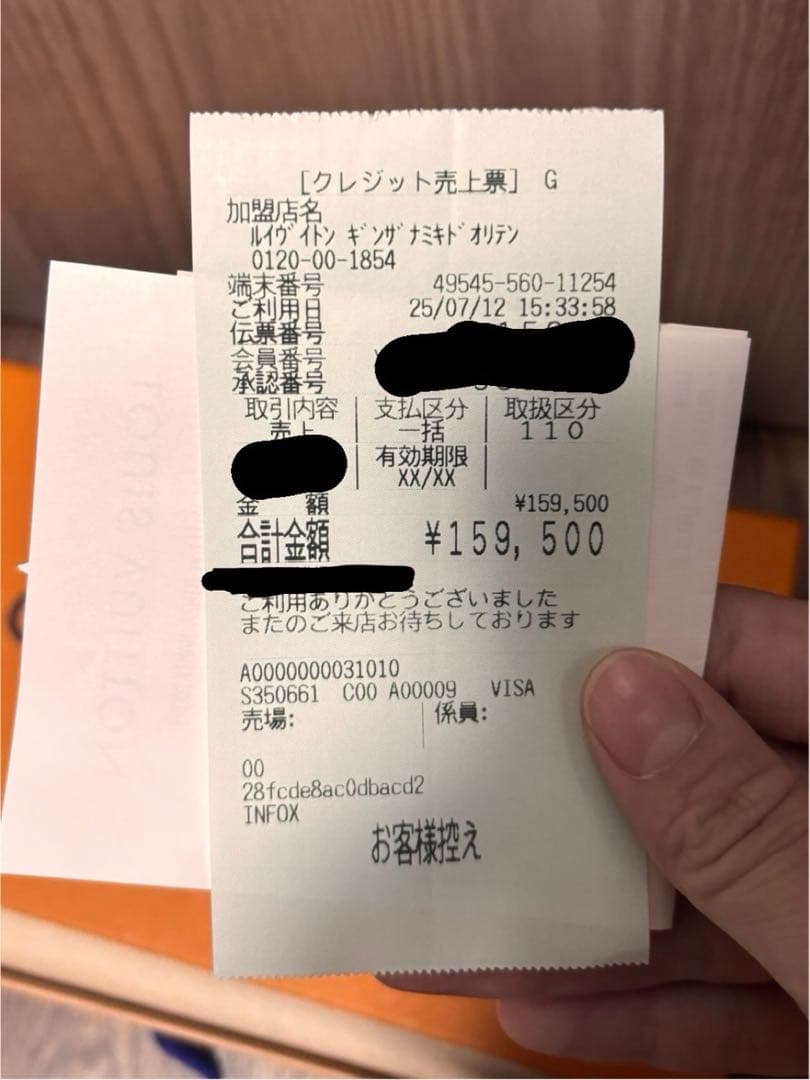 [クレジット売上票] G
加盟店名
ルイヴィトン ギンザナミキドオリテン
0120-00-1854
端末番号 49545-560-11254
ご利用日 25/07/12 15:33:58
伝票番号
会員番号
承認番号
取引内容 支払区分 取扱区分
売上 一括 110
有効期限
XX/XX
金 額 ¥159,500
合計金額 ¥159,500
ご利用ありがとうございました
またのご来店お待ちしております
A0000000031010
S350661 C00 A00009 VISA
売場: 係員:
00
28fcde8ac0dbacd2
INFOX
お客様控え
LOUIS VUITTON